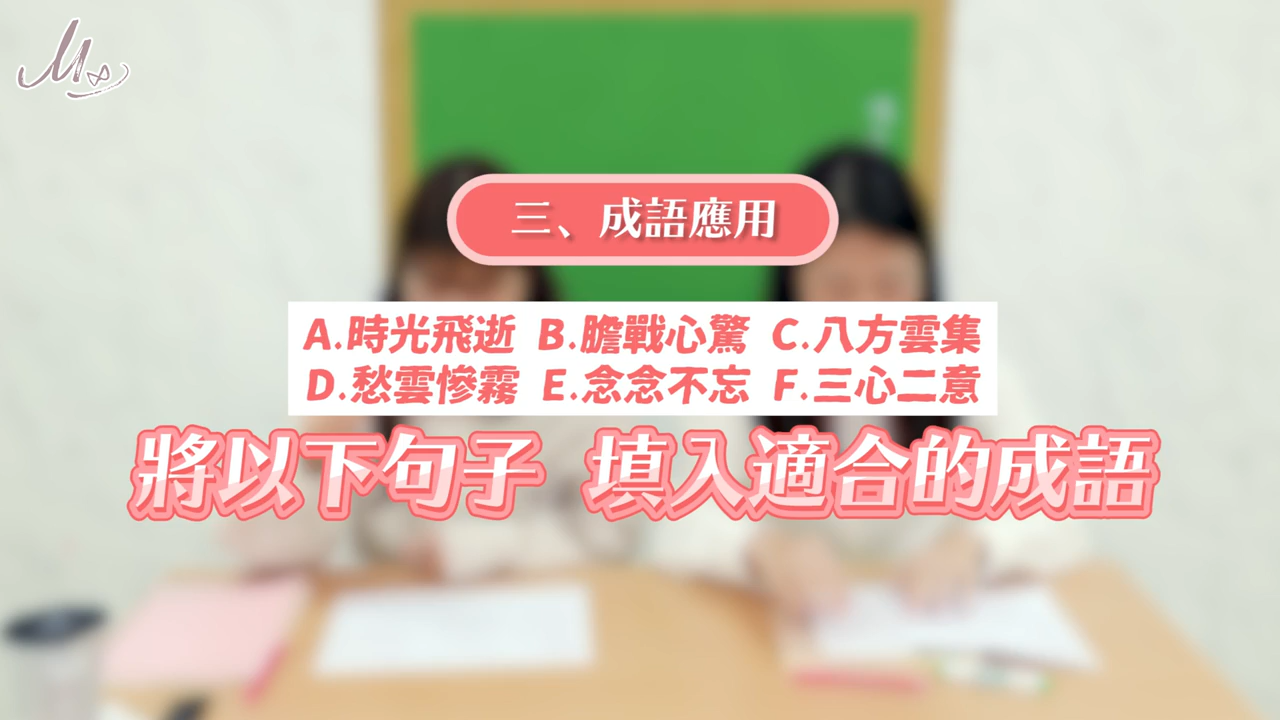 三、成語應用
A.時光飛逝 B.膽戰心驚 C.八方雲集
D.愁雲慘霧 E.念念不忘 F.三心二意
將以下句子 填入適合的成語